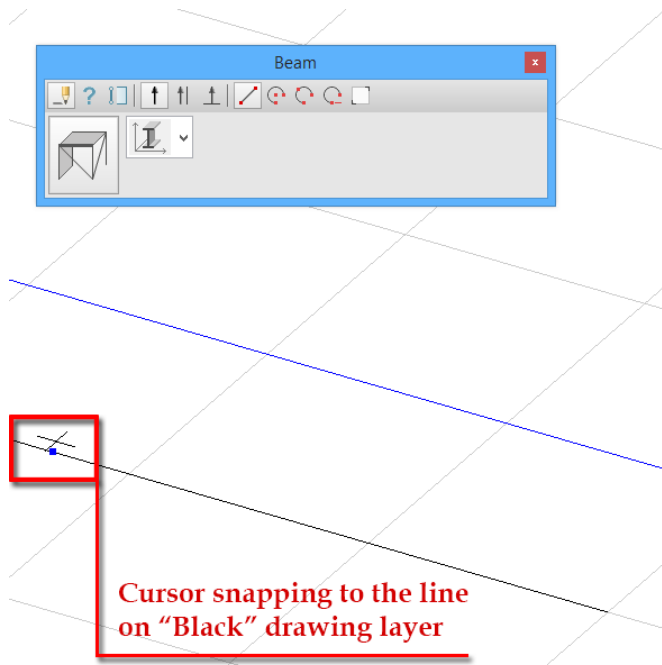 Beam
Cursor snapping to the line
on “Black” drawing layer